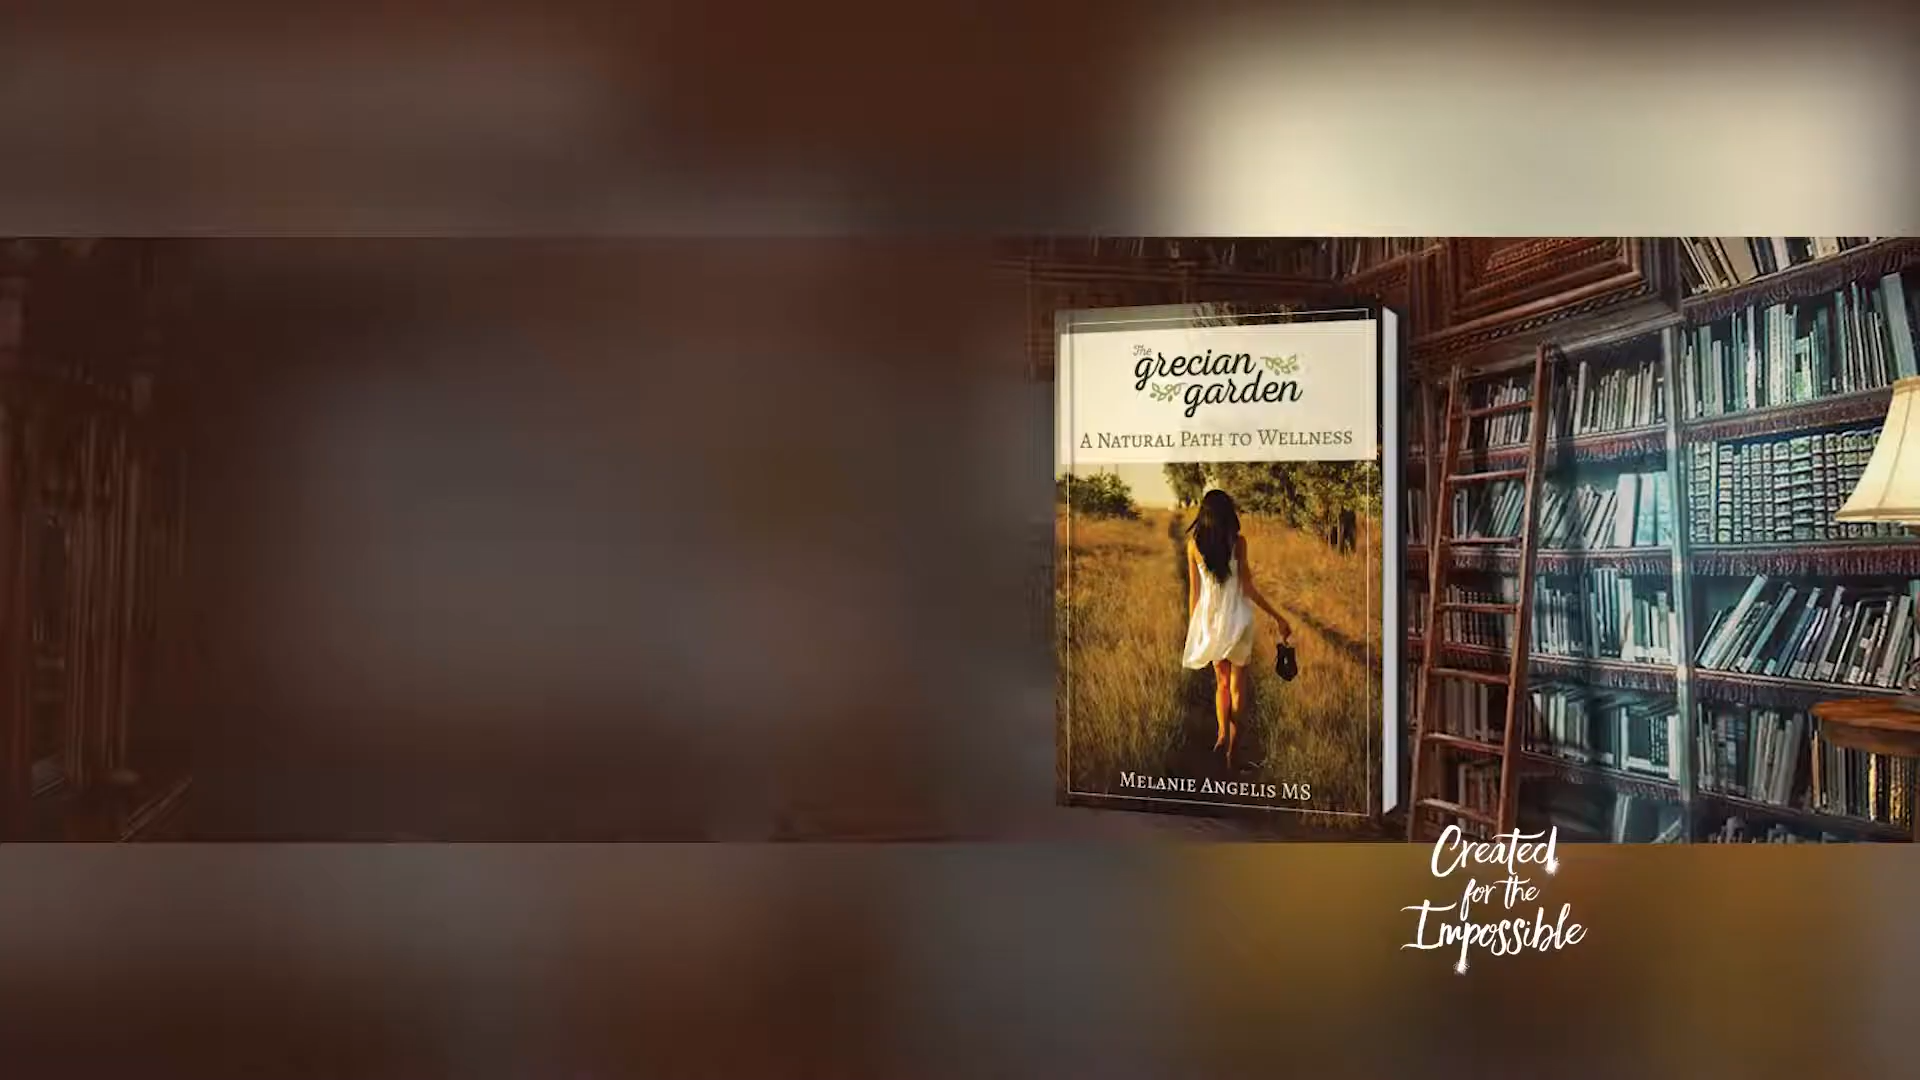 The
grecian
garden
A Natural Path to Wellness
Melanie Angelis MS
Created
for the
Impossible